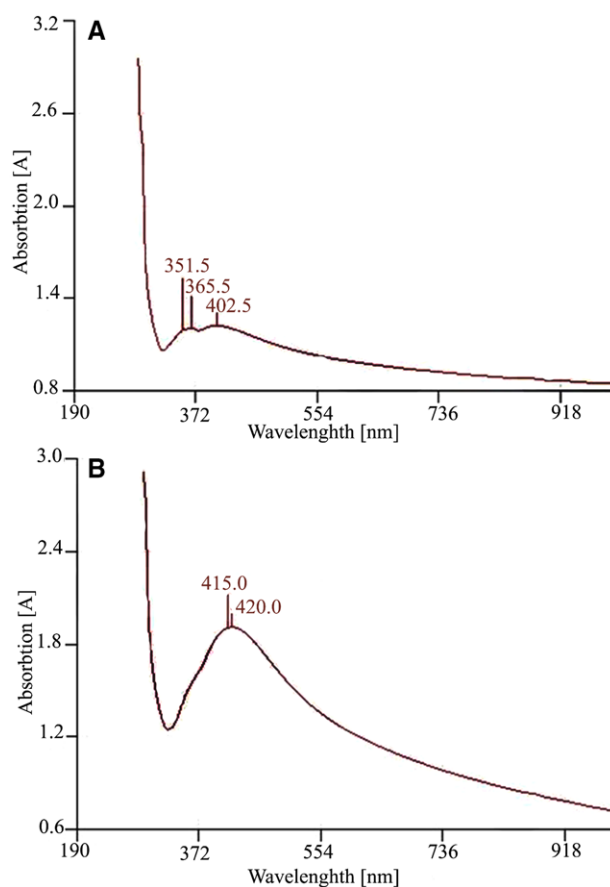 A
3.2
2.6
2.0
1.4
0.8
Absorbtion [A]
351.5
365.5
402.5
190 372 554 736 918
Wavelenghth [nm]
B
3.0
2.4
1.8
1.2
0.6
Absorbtion [A]
415.0
420.0
190 372 554 736 918
Wavelenghth [nm]